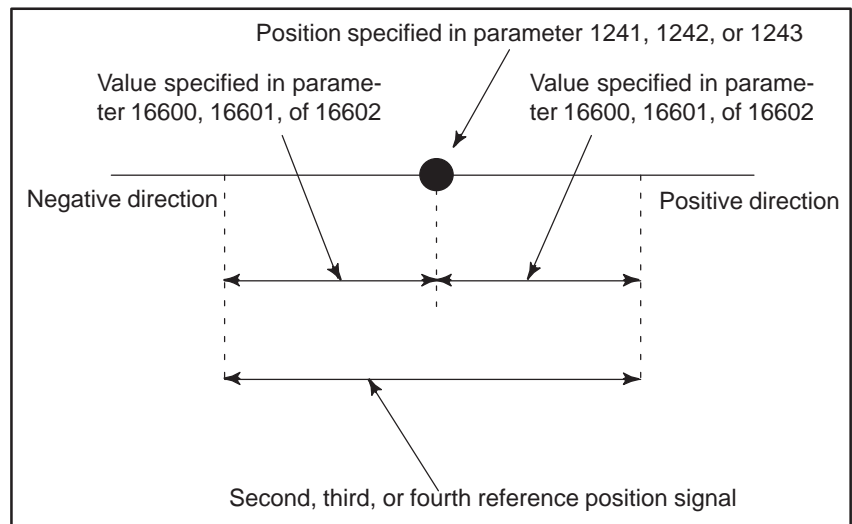 Position specified in parameter 1241, 1242, or 1243
Value specified in parame-
ter 16600, 16601, of 16602
Value specified in parame-
ter 16600, 16601, of 16602
Negative direction
Positive direction
Second, third, or fourth reference position signal